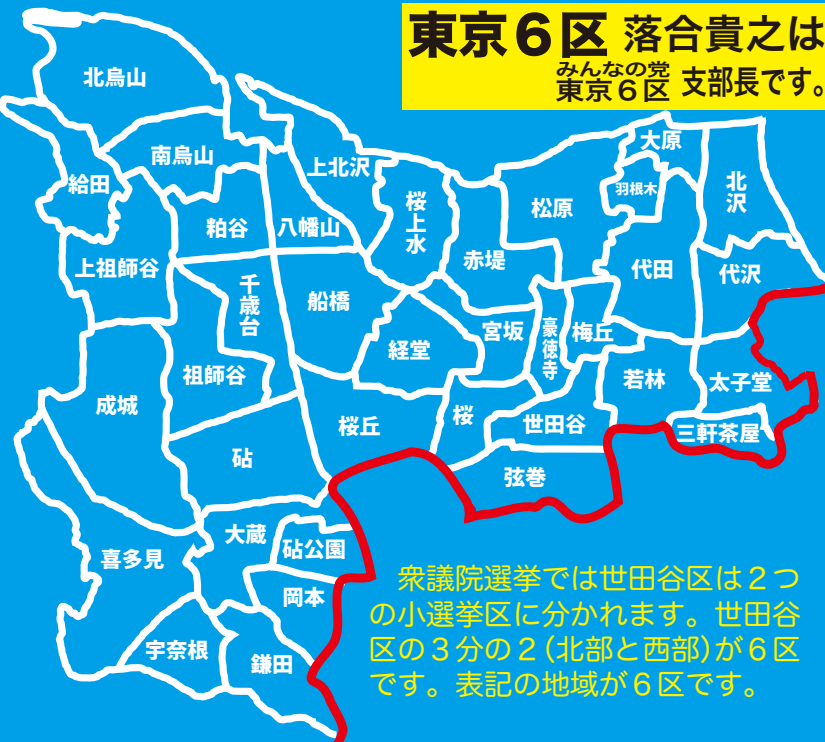 東京６区 落合貴之は
みんなの党
東京６区 支部長です。
北烏山
大原
南烏山
上北沢
給田
羽根木
北沢
桜上水
松原
粕谷
八幡山
赤堤
上祖師谷
代田
代沢
千歳台
船橋
宮坂
豪徳寺
梅丘
経堂
祖師谷
若林
太子堂
成城
桜丘
桜
世田谷
三軒茶屋
砧
弦巻
大蔵
砧公園
喜多見
岡本
宇奈根
鎌田
衆議院選挙では世田谷区は２つ
の小選挙区に分かれます。世田谷
区の３分の２(北部と西部)が６区
です。表記の地域が６区です。